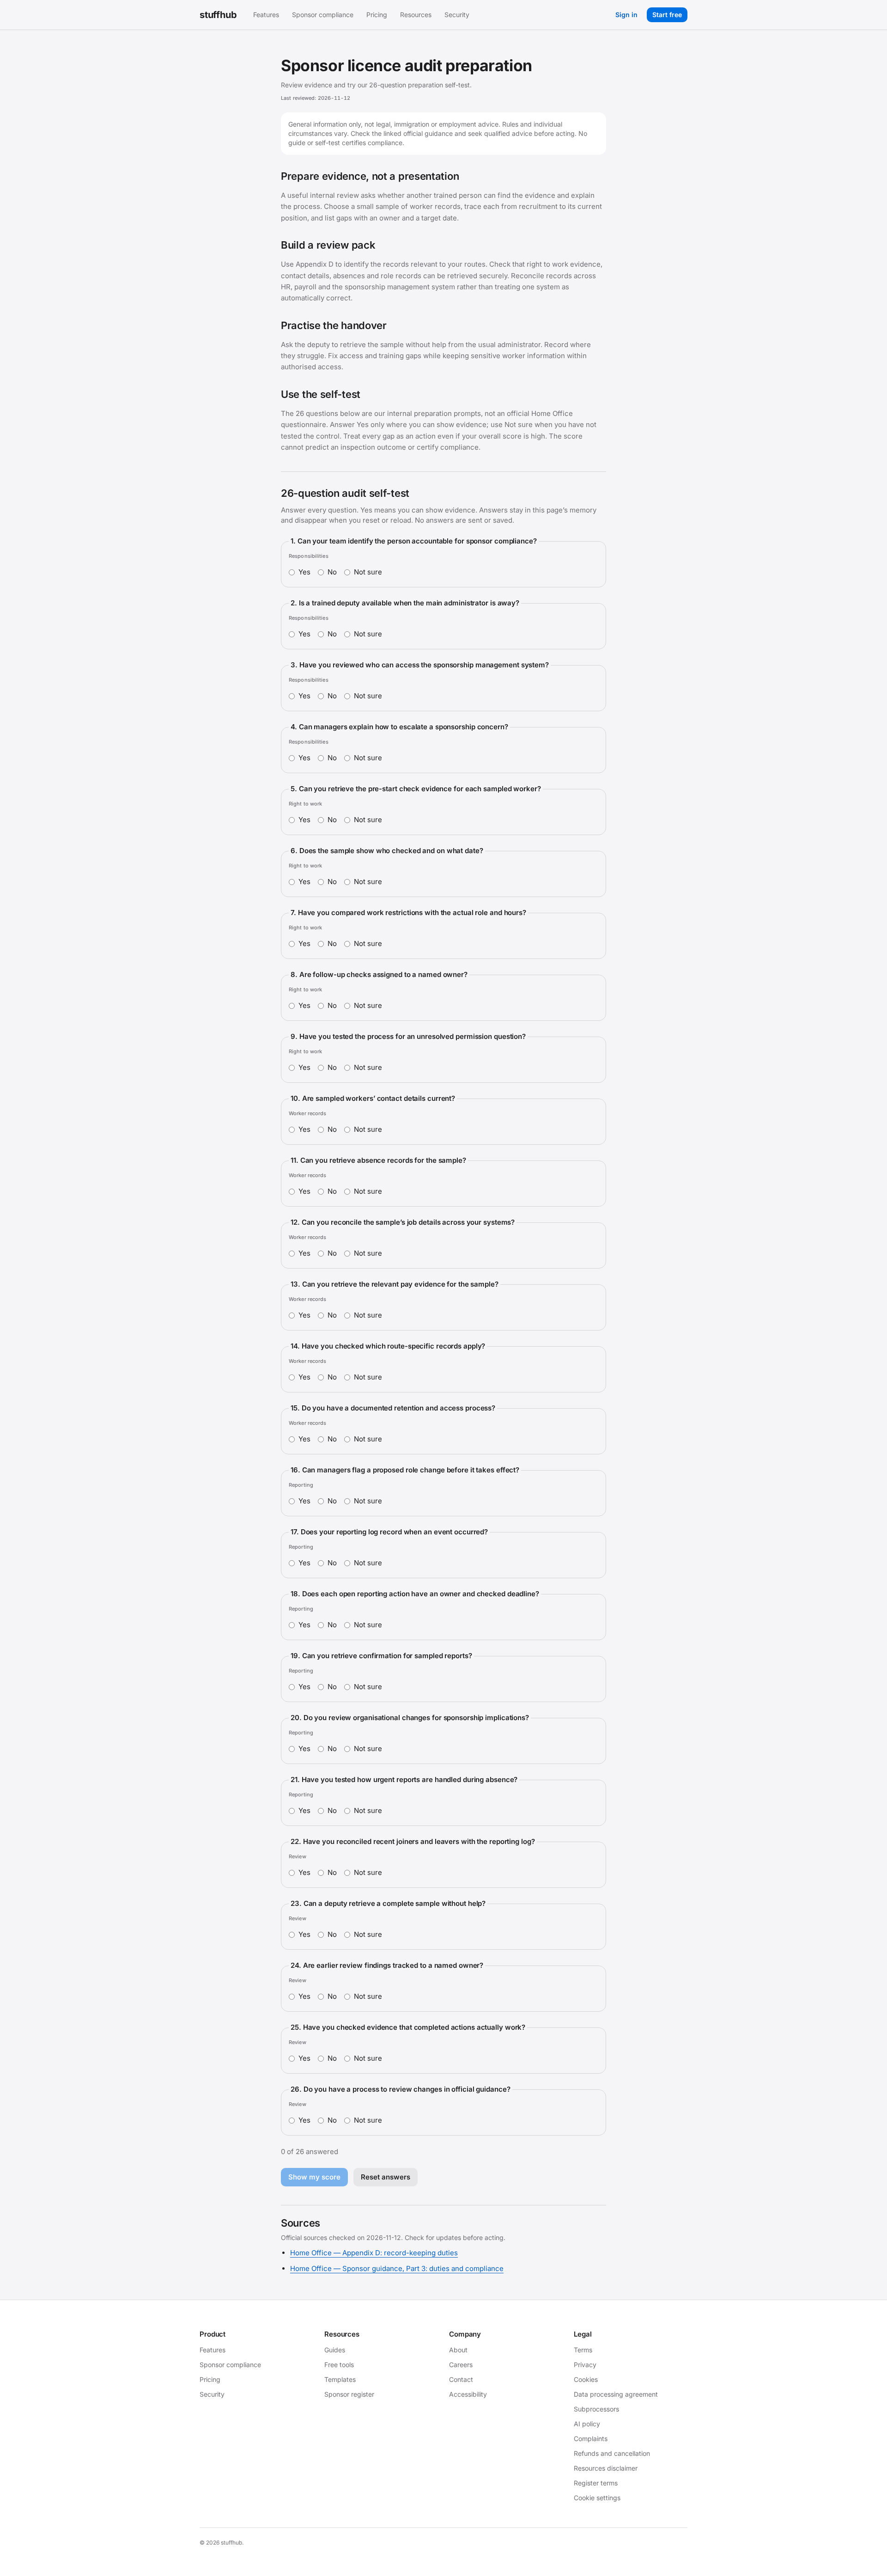 stuffhub
Features
Sponsor compliance
Pricing
Resources
Security
Sign in
Start free
Sponsor licence audit preparation
Review evidence and try our 26-question preparation self-test.
Last reviewed: 2026-11-12
General information only, not legal, immigration or employment advice. Rules and individual
circumstances vary. Check the linked official guidance and seek qualified advice before acting. No
guide or self-test certifies compliance.
Prepare evidence, not a presentation
A useful internal review asks whether another trained person can find the evidence and explain
the process. Choose a small sample of worker records, trace each from recruitment to its current
position, and list gaps with an owner and a target date.
Build a review pack
Use Appendix D to identify the records relevant to your routes. Check that right to work evidence,
contact details, absences and role records can be retrieved securely. Reconcile records across
HR, payroll and the sponsorship management system rather than treating one system as
automatically correct.
Practise the handover
Ask the deputy to retrieve the sample without help from the usual administrator. Record where
they struggle. Fix access and training gaps while keeping sensitive worker information within
authorised access.
Use the self-test
The 26 questions below are our internal preparation prompts, not an official Home Office
questionnaire. Answer Yes only where you can show evidence; use Not sure when you have not
tested the control. Treat every gap as an action even if your overall score is high. The score
cannot predict an inspection outcome or certify compliance.
26-question audit self-test
Answer every question. Yes means you can show evidence. Answers stay in this page's memory
and disappear when you reset or reload. No answers are sent or saved.
1. Can your team identify the person accountable for sponsor compliance?
Responsibilities
Yes No Not sure
2. Is a trained deputy available when the main administrator is away?
Responsibilities
Yes No Not sure
3. Have you reviewed who can access the sponsorship management system?
Responsibilities
Yes No Not sure
4. Can managers explain how to escalate a sponsorship concern?
Responsibilities
Yes No Not sure
5. Can you retrieve the pre-start check evidence for each sampled worker?
Right to work
Yes No Not sure
6. Does the sample show who checked and on what date?
Right to work
Yes No Not sure
7. Have you compared work restrictions with the actual role and hours?
Right to work
Yes No Not sure
8. Are follow-up checks assigned to a named owner?
Right to work
Yes No Not sure
9. Have you tested the process for an unresolved permission question?
Right to work
Yes No Not sure
10. Are sampled workers' contact details current?
Worker records
Yes No Not sure
11. Can you retrieve absence records for the sample?
Worker records
Yes No Not sure
12. Can you reconcile the sample's job details across your systems?
Worker records
Yes No Not sure
13. Can you retrieve the relevant pay evidence for the sample?
Worker records
Yes No Not sure
14. Have you checked which route-specific records apply?
Worker records
Yes No Not sure
15. Do you have a documented retention and access process?
Worker records
Yes No Not sure
16. Can managers flag a proposed role change before it takes effect?
Reporting
Yes No Not sure
17. Does your reporting log record when an event occurred?
Reporting
Yes No Not sure
18. Does each open reporting action have an owner and checked deadline?
Reporting
Yes No Not sure
19. Can you retrieve confirmation for sampled reports?
Reporting
Yes No Not sure
20. Do you review organisational changes for sponsorship implications?
Reporting
Yes No Not sure
21. Have you tested how urgent reports are handled during absence?
Reporting
Yes No Not sure
22. Have you reconciled recent joiners and leavers with the reporting log?
Review
Yes No Not sure
23. Can a deputy retrieve a complete sample without help?
Review
Yes No Not sure
24. Are earlier review findings tracked to a named owner?
Review
Yes No Not sure
25. Have you checked evidence that completed actions actually work?
Review
Yes No Not sure
26. Do you have a process to review changes in official guidance?
Review
Yes No Not sure
0 of 26 answered
Show my score
Reset answers
Sources
Official sources checked on 2026-11-12. Check for updates before acting.
• Home Office — Appendix D: record-keeping duties
• Home Office — Sponsor guidance, Part 3: duties and compliance
Product
Features
Sponsor compliance
Pricing
Security
Resources
Guides
Free tools
Templates
Sponsor register
Company
About
Careers
Contact
Accessibility
Legal
Terms
Privacy
Cookies
Data processing agreement
Subprocessors
AI policy
Complaints
Refunds and cancellation
Resources disclaimer
Register terms
Cookie settings
© 2026 stuffhub.